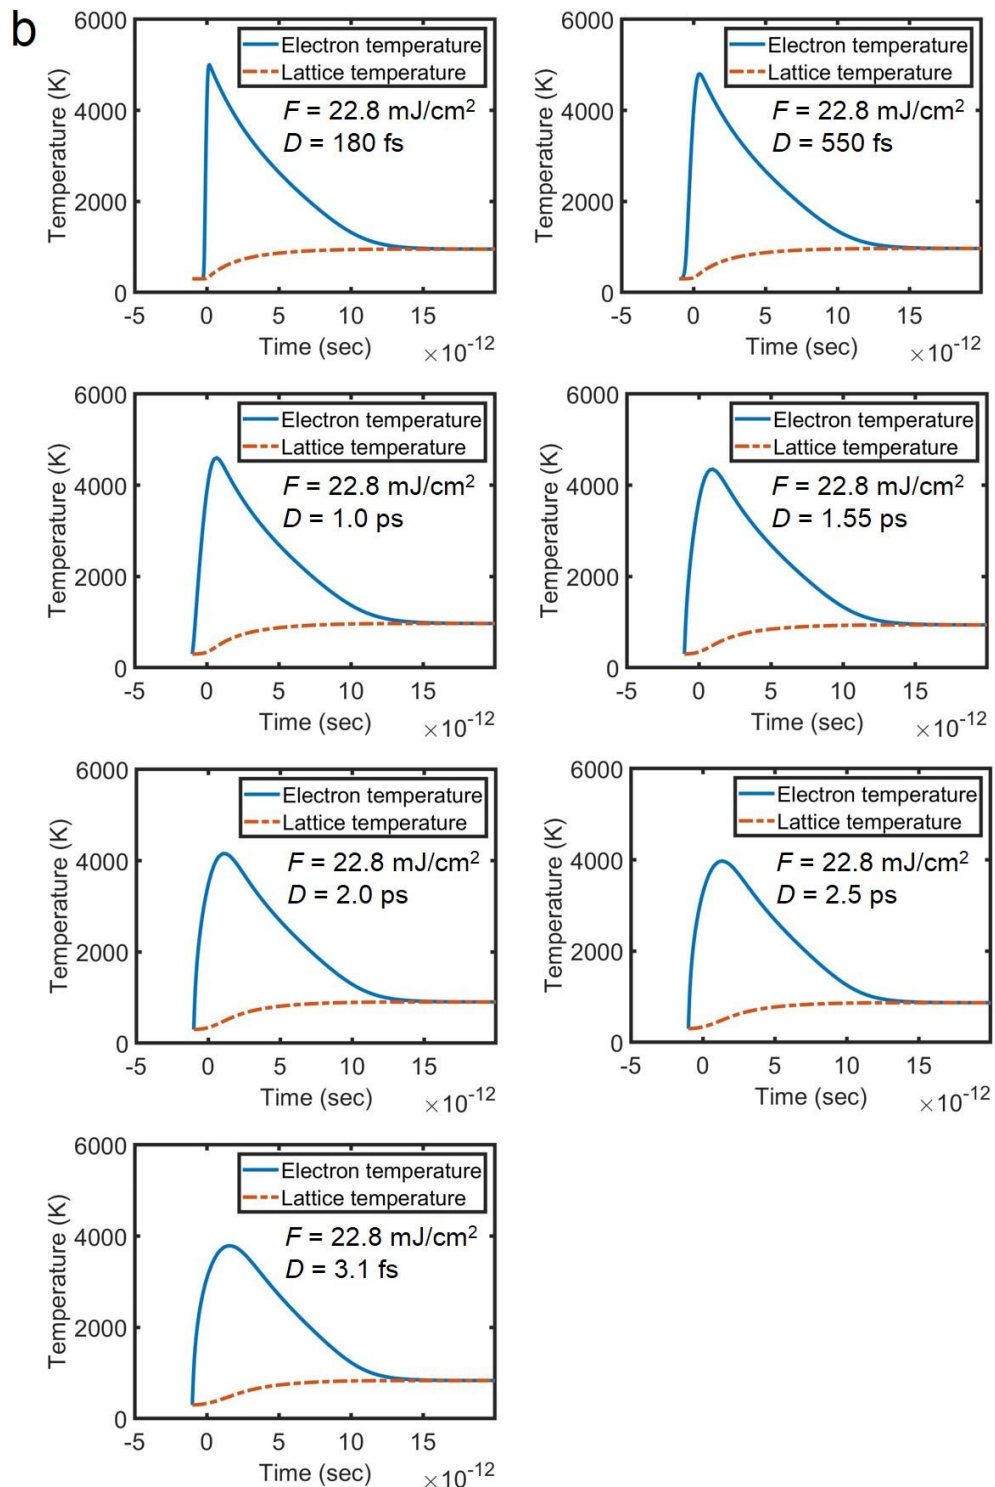 b
6000
4000
2000
0
Temperature (K)
Electron temperature
Lattice temperature
F = 22.8 mJ/cm²
D = 180 fs
-5 0 5 10 15
Time (sec)
×10⁻¹²
6000
4000
2000
0
Temperature (K)
Electron temperature
Lattice temperature
F = 22.8 mJ/cm²
D = 550 fs
-5 0 5 10 15
Time (sec)
×10⁻¹²
6000
4000
2000
0
Temperature (K)
Electron temperature
Lattice temperature
F = 22.8 mJ/cm²
D = 1.0 ps
-5 0 5 10 15
Time (sec)
×10⁻¹²
6000
4000
2000
0
Temperature (K)
Electron temperature
Lattice temperature
F = 22.8 mJ/cm²
D = 1.55 ps
-5 0 5 10 15
Time (sec)
×10⁻¹²
6000
4000
2000
0
Temperature (K)
Electron temperature
Lattice temperature
F = 22.8 mJ/cm²
D = 2.0 ps
-5 0 5 10 15
Time (sec)
×10⁻¹²
6000
4000
2000
0
Temperature (K)
Electron temperature
Lattice temperature
F = 22.8 mJ/cm²
D = 2.5 ps
-5 0 5 10 15
Time (sec)
×10⁻¹²
6000
4000
2000
0
Temperature (K)
Electron temperature
Lattice temperature
F = 22.8 mJ/cm²
D = 3.1 fs
-5 0 5 10 15
Time (sec)
×10⁻¹²